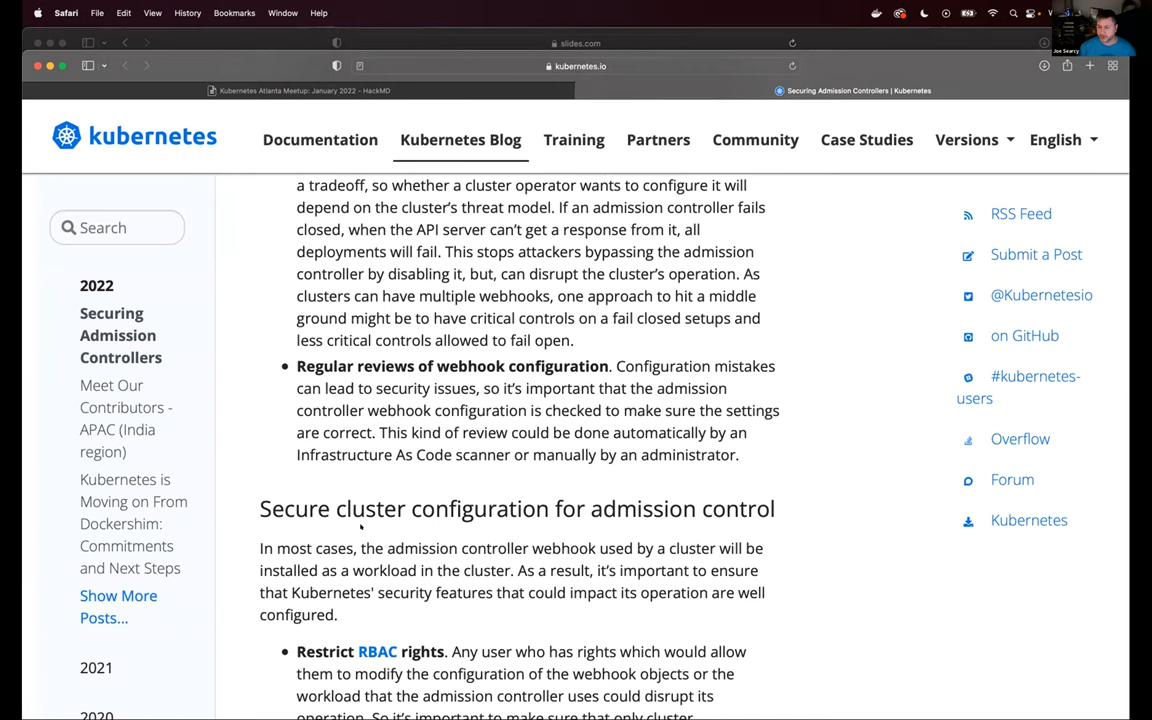 Safari File Edit View History Bookmarks Window Help
slides.com
kubernetes.io
Kubernetes Atlanta Meetup: January 2022 - HackMD
Securing Admission Controllers | Kubernetes
Joe Searcy
kubernetes
Documentation Kubernetes Blog Training Partners Community Case Studies Versions English
Search
2022
Securing
Admission
Controllers
Meet Our
Contributors -
APAC (India
region)
Kubernetes is
Moving on From
Dockershim:
Commitments
and Next Steps
Show More
Posts...
2021
2020
a tradeoff, so whether a cluster operator wants to configure it will
depend on the cluster's threat model. If an admission controller fails
closed, when the API server can't get a response from it, all
deployments will fail. This stops attackers bypassing the admission
controller by disabling it, but, can disrupt the cluster's operation. As
clusters can have multiple webhooks, one approach to hit a middle
ground might be to have critical controls on a fail closed setups and
less critical controls allowed to fail open.
Regular reviews of webhook configuration. Configuration mistakes
can lead to security issues, so it's important that the admission
controller webhook configuration is checked to make sure the settings
are correct. This kind of review could be done automatically by an
Infrastructure As Code scanner or manually by an administrator.
Secure cluster configuration for admission control
In most cases, the admission controller webhook used by a cluster will be
installed as a workload in the cluster. As a result, it's important to ensure
that Kubernetes' security features that could impact its operation are well
configured.
Restrict RBAC rights. Any user who has rights which would allow
them to modify the configuration of the webhook objects or the
workload that the admission controller uses could disrupt its
operation. So it's important to make sure that only cluster
RSS Feed
Submit a Post
@Kubernetesio
on GitHub
#kubernetes-
users
Overflow
Forum
Kubernetes